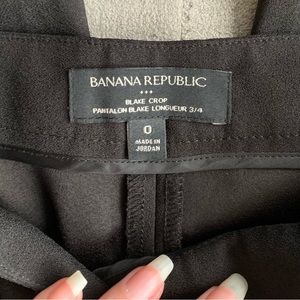 BANANA REPUBLIC
BLAKE CROP
PANTALON BLAKE LONGUEUR 3/4
0
MADE IN
JORDAN